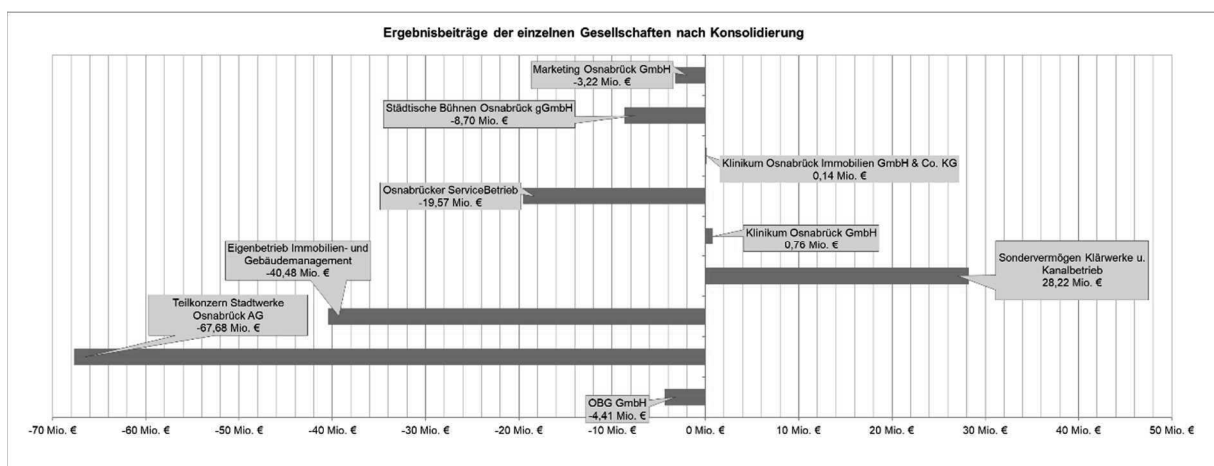 Ergebnisbeiträge der einzelnen Gesellschaften nach Konsolidierung
Marketing Osnabrück GmbH
-3,22 Mio. €
Städtische Bühnen Osnabrück gGmbH
-8,70 Mio. €
Klinikum Osnabrück Immobilien GmbH & Co. KG
0,14 Mio. €
Osnabrücker ServiceBetrieb
-19,57 Mio. €
Klinikum Osnabrück GmbH
0,76 Mio. €
Eigenbetrieb Immobilien- und
Gebäudemanagement
-40,48 Mio. €
Sondervermögen Klärwerke u.
Kanalbetrieb
28,22 Mio. €
Teilkonzern Stadtwerke
Osnabrück AG
-67,68 Mio. €
OBG GmbH
-4,41 Mio. €
-70 Mio. € -60 Mio. € -50 Mio. € -40 Mio. € -30 Mio. € -20 Mio. € -10 Mio. € 0 Mio. € 10 Mio. € 20 Mio. € 30 Mio. € 40 Mio. € 50 Mio. €